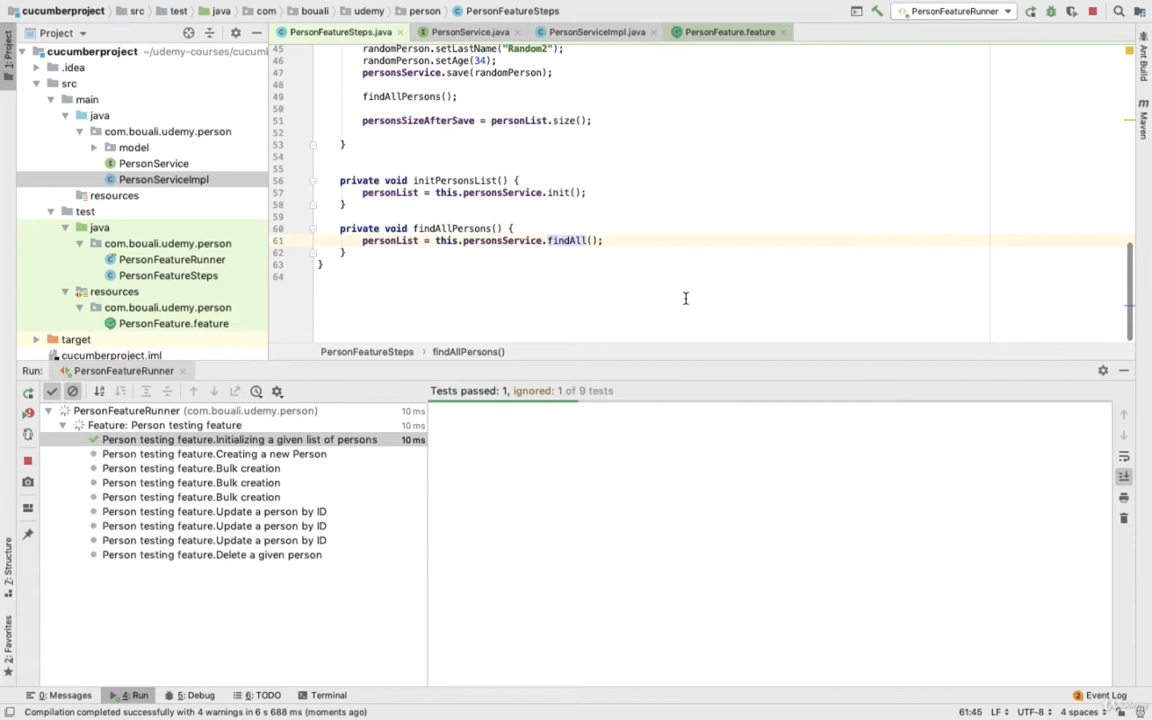 cucumberproject › src › test › java › com › bouali › udemy › person › PersonFeatureSteps PersonFeatureRunner
Project PersonFeatureSteps.java PersonService.java PersonServiceImpl.java PersonFeature.feature
1: Project
cucumberproject ~/udemy-courses/cucuml
.idea
src
main
java
com.bouali.udemy.person
model
PersonService
PersonServiceImpl
resources
test
java
com.bouali.udemy.person
PersonFeatureRunner
PersonFeatureSteps
resources
com.bouali.udemy.person
PersonFeature.feature
target
cucumberproject.iml
45 randomPerson.setLastName("Random2");
46 randomPerson.setAge(34);
47 personsService.save(randomPerson);
48
49 findAllPersons();
50
51 personsSizeAfterSave = personList.size();
52
53 }
54
55
56 private void initPersonsList() {
57 personList = this.personsService.init();
58 }
59
60 private void findAllPersons() {
61 personList = this.personsService.findAll();
62 }
63 }
64
Ant Build
m Maven
PersonFeatureSteps › findAllPersons()
Run: PersonFeatureRunner
Tests passed: 1, ignored: 1 of 9 tests
PersonFeatureRunner (com.bouali.udemy.person) 10 ms
Feature: Person testing feature 10 ms
Person testing feature.Initializing a given list of persons 10 ms
Person testing feature.Creating a new Person
Person testing feature.Bulk creation
Person testing feature.Bulk creation
Person testing feature.Bulk creation
Person testing feature.Update a person by ID
Person testing feature.Update a person by ID
Person testing feature.Update a person by ID
Person testing feature.Delete a given person
Z: Structure
2: Favorites
0: Messages 4: Run 5: Debug 6: TODO Terminal 2 Event Log
Compilation completed successfully with 4 warnings in 6 s 688 ms (moments ago) 61:45 LF UTF-8 4 spaces